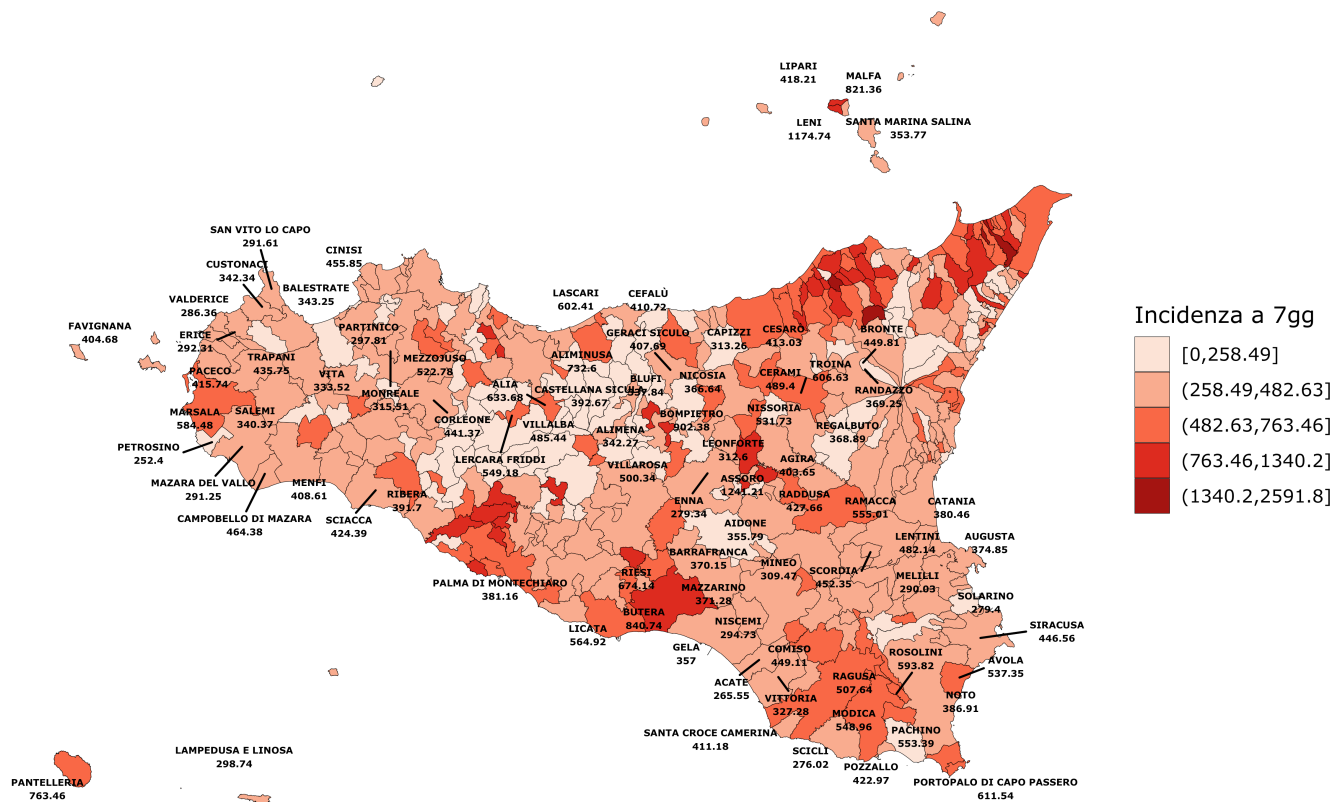 LIPARI
418.21
MALFA
821.36
LENI
1174.74
SANTA MARINA SALINA
353.77
SAN VITO LO CAPO
291.61
CINISI
455.85
CUSTONACI
342.34
BALESTRATE
343.25
VALDERICE
286.36
LASCARI
602.41
CEFALÙ
410.72
FAVIGNANA
404.68
ERICE
292.31
PARTINICO
297.81
GERACI SICULO
407.69
CAPIZZI
313.26
CESARÒ
413.03
BRONTE
449.81
TRAPANI
435.75
MEZZOJUSO
522.78
ALIMINUSA
732.6
PACECO
415.74
VITA
333.52
ALIA
633.68
CASTELLANA SICULA
392.67
BLUFI
NICOSIA
366.64
CERAMI
489.4
TROINA
606.63
RANDAZZO
369.25
MONREALE
315.51
MARSALA
584.48
SALEMI
340.37
CORLEONE
441.37
VILLALBA
485.44
ALIMENA
342.27
BOMPIETRO
902.38
NISSORIA
531.73
REGALBUTO
368.89
PETROSINO
252.4
LERCARA FRIDDI
549.18
VILLAROSA
500.34
LEONFORTE
312.6
AGIRA
403.65
MAZARA DEL VALLO
291.25
MENFI
408.61
RIBERA
391.7
ASSORO
1241.21
ENNA
279.34
RADDUSA
427.66
RAMACCA
555.01
CATANIA
380.46
CAMPOBELLO DI MAZARA
464.38
SCIACCA
424.39
AIDONE
355.79
LENTINI
482.14
AUGUSTA
374.85
BARRAFRANCA
370.15
MINEO
309.47
SCORDIA
452.35
MELILLI
290.03
PALMA DI MONTECHIARO
381.16
RIESI
674.14
MAZZARINO
371.28
SOLARINO
279.4
BUTERA
840.74
LICATA
564.92
NISCEMI
294.73
SIRACUSA
446.56
GELA
357
COMISO
449.11
ROSOLINI
593.82
AVOLA
537.35
ACATE
265.55
RAGUSA
507.64
VITTORIA
327.28
NOTO
386.91
MODICA
548.96
SANTA CROCE CAMERINA
411.18
PACHINO
553.39
SCICLI
276.02
POZZALLO
422.97
PORTOPALO DI CAPO PASSERO
611.54
LAMPEDUSA E LINOSA
298.74
PANTELLERIA
763.46
Incidenza a 7gg
[0,258.49]
(258.49,482.63]
(482.63,763.46]
(763.46,1340.2]
(1340.2,2591.8]